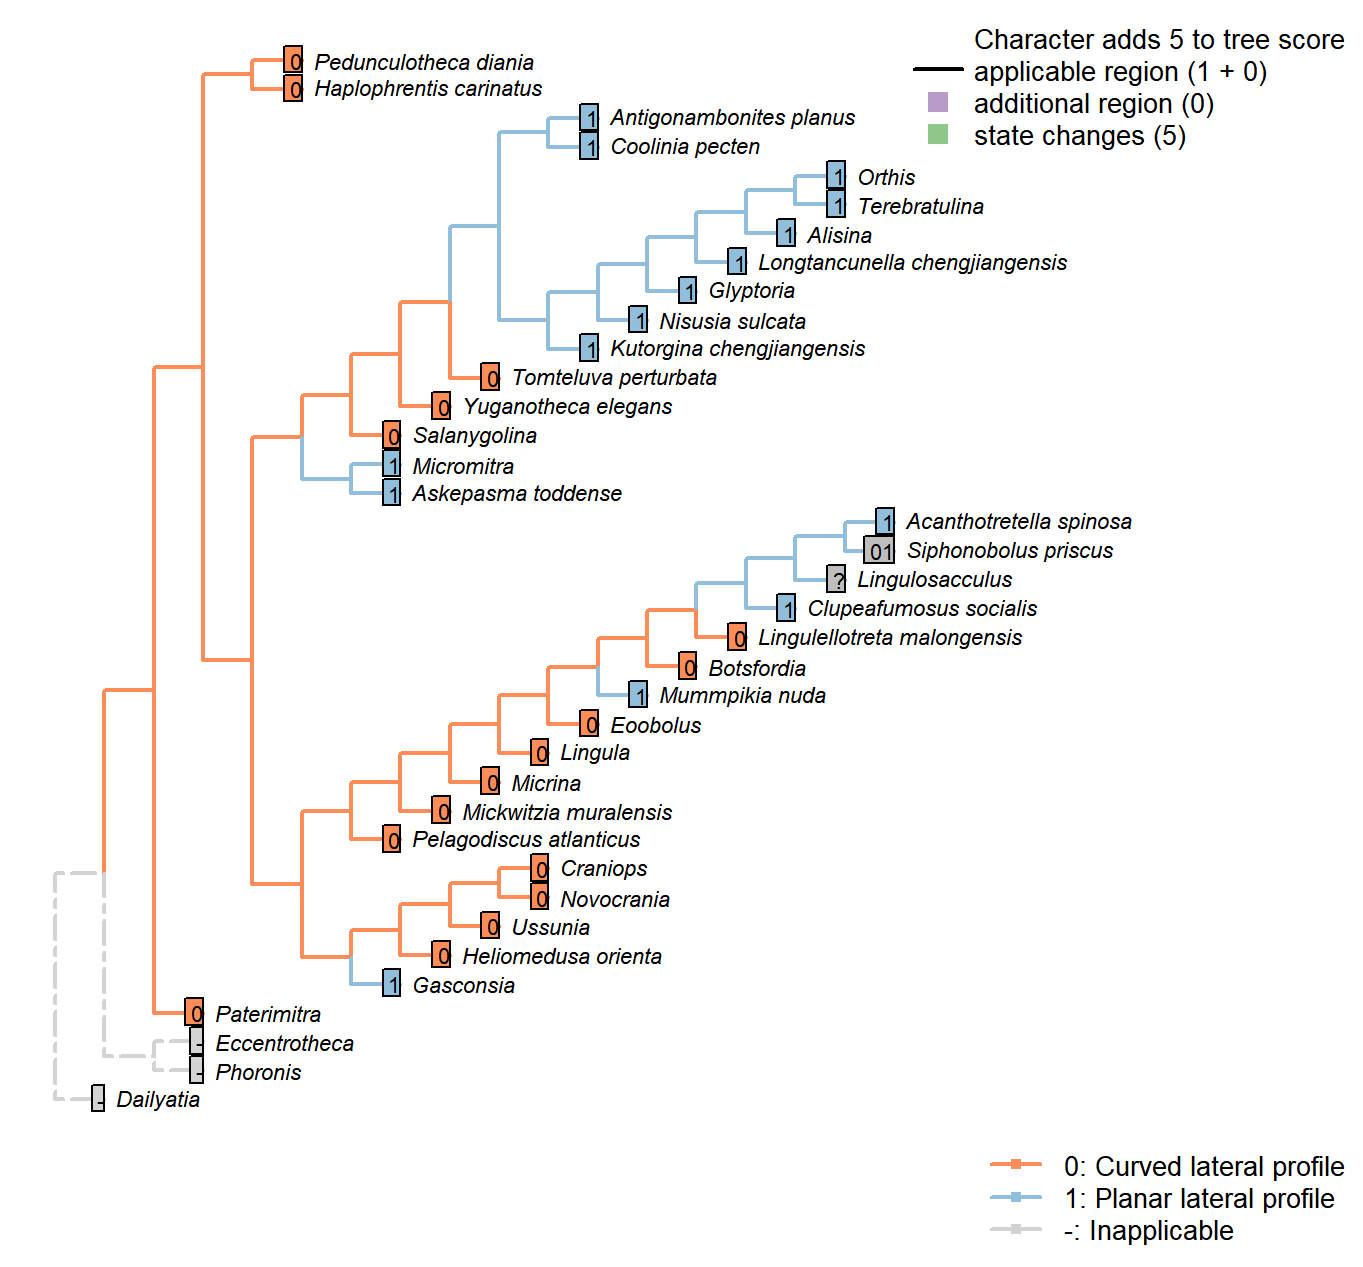 Character adds 5 to tree score
applicable region (1 + 0)
additional region (0)
state changes (5)
0 Pedunculotheca diania
0 Haplophrentis carinatus
1 Antigonambonites planus
1 Coolinia pecten
1 Orthis
1 Terebratulina
1 Alisina
1 Longtancunella chengjiangensis
1 Glyptoria
1 Nisusia sulcata
1 Kutorgina chengjiangensis
0 Tomteluva perturbata
0 Yuganotheca elegans
0 Salanygolina
1 Micromitra
1 Askepasma toddense
1 Acanthotretella spinosa
01 Siphonobolus priscus
? Lingulosacculus
1 Clupeafumosus socialis
0 Lingulellotreta malongensis
0 Botsfordia
1 Mummpikia nuda
0 Eoobolus
0 Lingula
0 Micrina
0 Mickwitzia muralensis
0 Pelagodiscus atlanticus
0 Craniops
0 Novocrania
0 Ussunia
0 Heliomedusa orienta
1 Gasconsia
0 Paterimitra
- Eccentrotheca
- Phoronis
- Dailyatia
0: Curved lateral profile
1: Planar lateral profile
-: Inapplicable